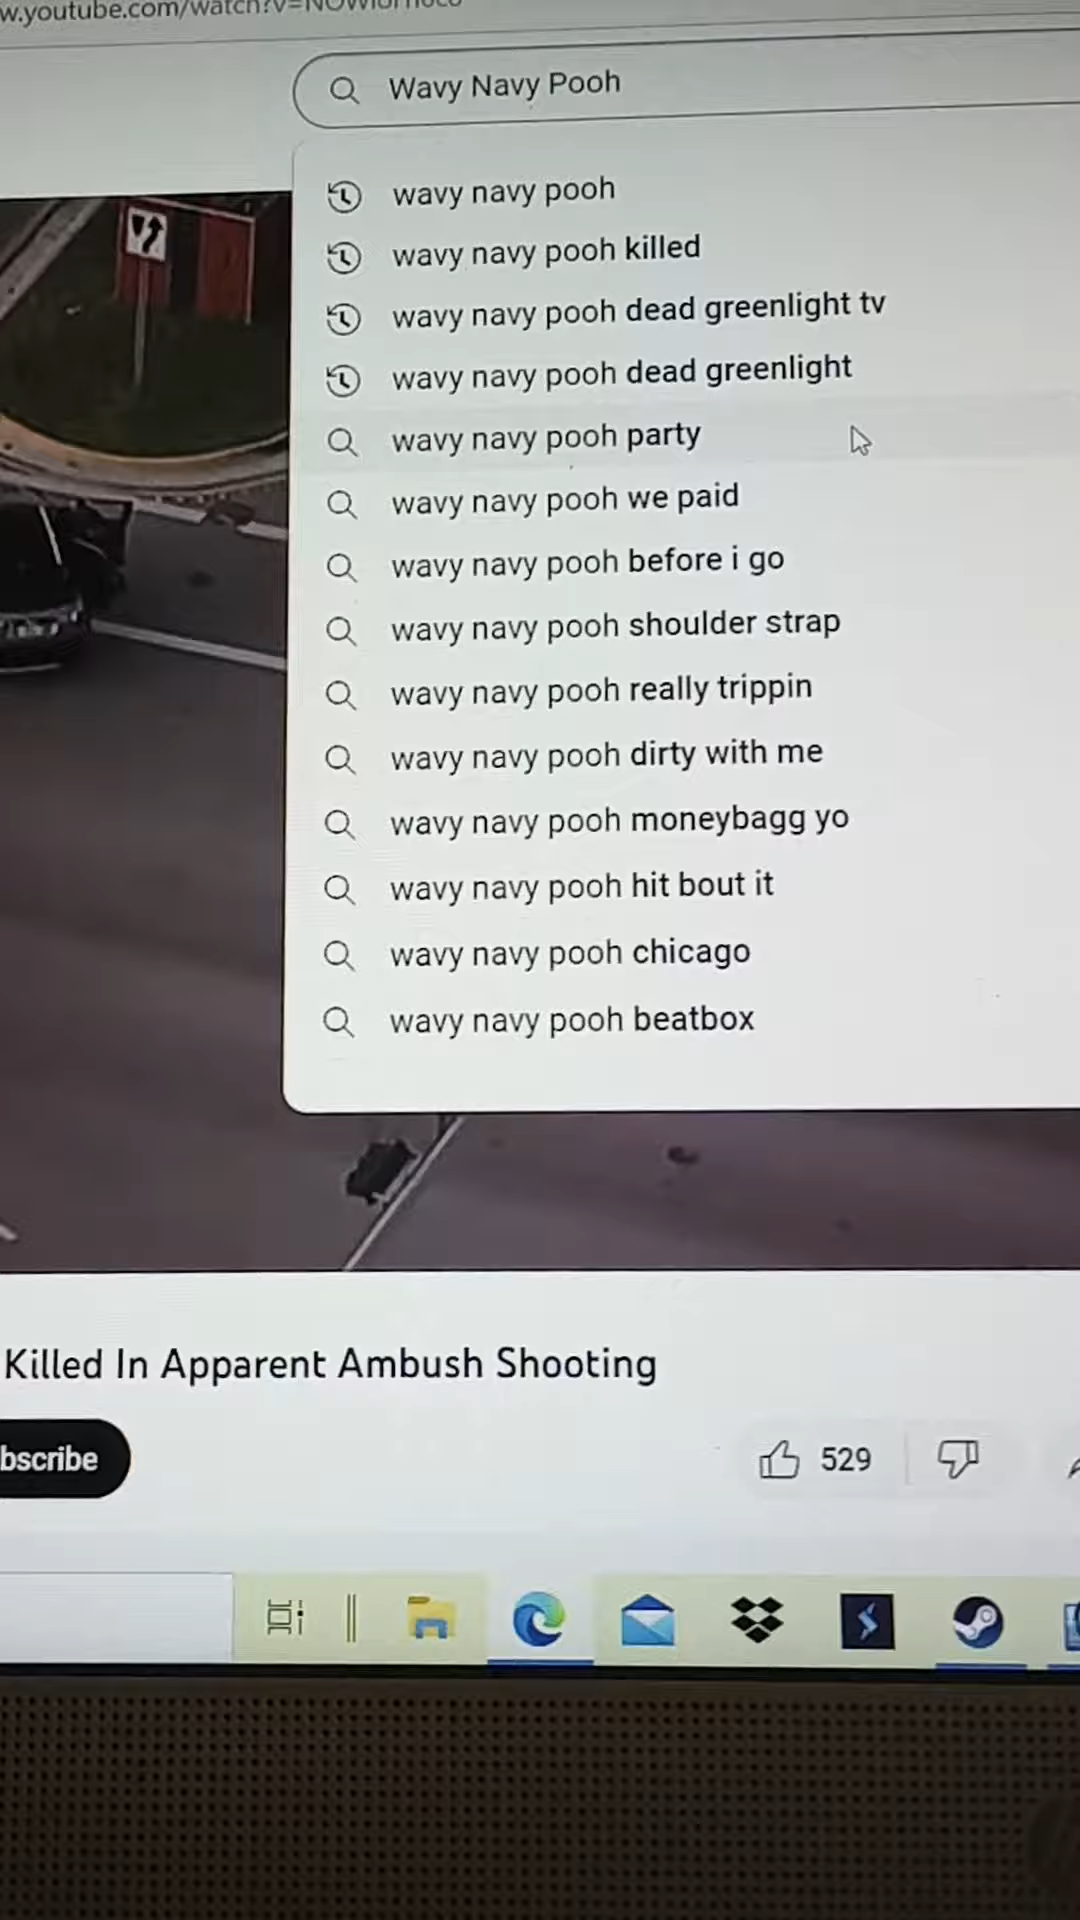 Wavy Navy Pooh
wavy navy pooh
wavy navy pooh killed
wavy navy pooh dead greenlight tv
wavy navy pooh dead greenlight
wavy navy pooh party
wavy navy pooh we paid
wavy navy pooh before i go
wavy navy pooh shoulder strap
wavy navy pooh really trippin
wavy navy pooh dirty with me
wavy navy pooh moneybagg yo
wavy navy pooh hit bout it
wavy navy pooh chicago
wavy navy pooh beatbox
Killed In Apparent Ambush Shooting
bscribe
529